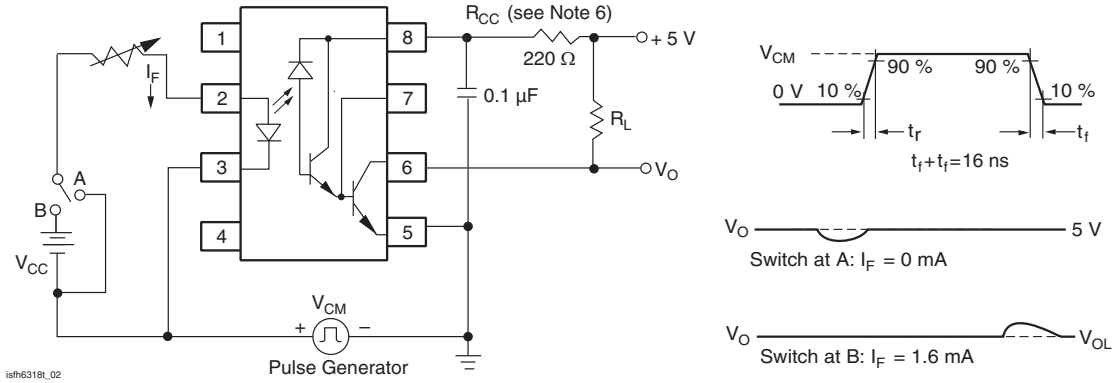 R_CC (see Note 6)
220 Ω
+ 5 V
1
8
I_F
2
7
0.1 µF
R_L
3
6
V_O
A
B
4
5
V_CC
V_CM
+
–
Pulse Generator
isfh6318t_02
V_CM
90 %
90 %
0 V
10 %
10 %
t_r
t_f
t_f+t_f=16 ns
V_O
5 V
Switch at A: I_F = 0 mA
V_O
V_OL
Switch at B: I_F = 1.6 mA